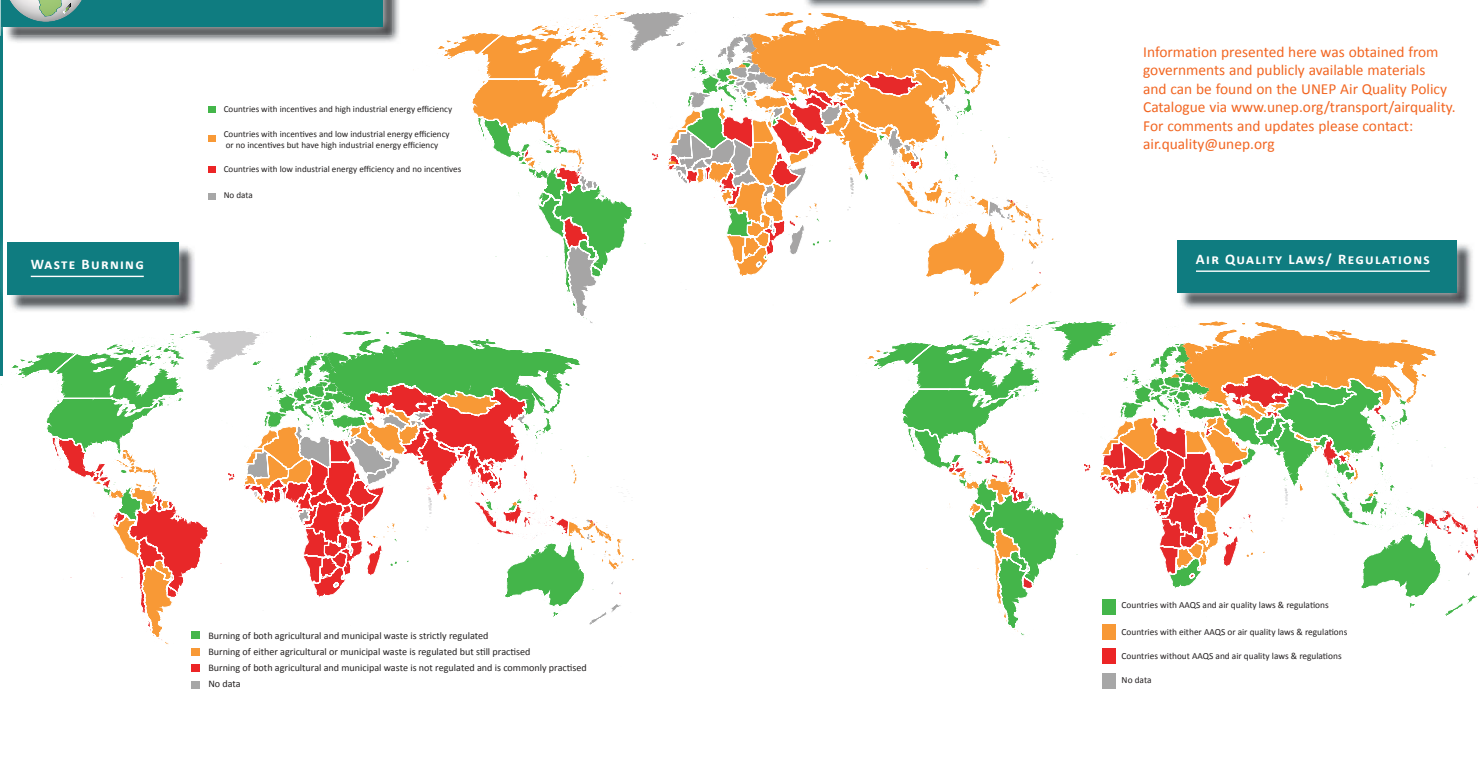 Countries with incentives and high industrial energy efficiency
Countries with incentives and low industrial energy efficiency
or no incentives but have high industrial energy efficiency
Countries with low industrial energy efficiency and no incentives
No data
Information presented here was obtained from
governments and publicly available materials
and can be found on the UNEP Air Quality Policy
Catalogue via www.unep.org/transport/airquality.
For comments and updates please contact:
air.quality@unep.org
Waste Burning
Burning of both agricultural and municipal waste is strictly regulated
Burning of either agricultural or municipal waste is regulated but still practised
Burning of both agricultural and municipal waste is not regulated and is commonly practised
No data
Air Quality Laws/ Regulations
Countries with AAQS and air quality laws & regulations
Countries with either AAQS or air quality laws & regulations
Countries without AAQS and air quality laws & regulations
No data